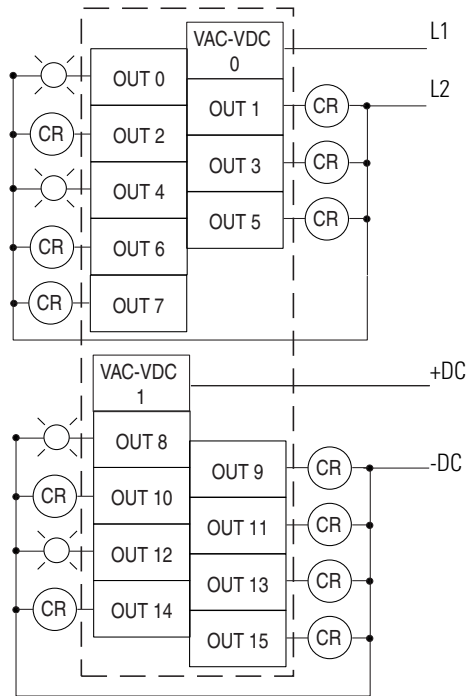 L1
VAC-VDC
0
OUT 0
L2
OUT 1
CR
CR
OUT 2
OUT 3
CR
OUT 4
OUT 5
CR
CR
OUT 6
CR
OUT 7
VAC-VDC
1
+DC
OUT 8
-DC
OUT 9
CR
CR
OUT 10
OUT 11
CR
OUT 12
OUT 13
CR
CR
OUT 14
OUT 15
CR